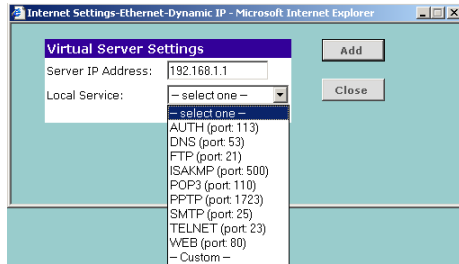 Internet Settings-Ethernet-Dynamic IP - Microsoft Internet Explorer
Virtual Server Settings
Add
Server IP Address: 192.168.1.1
Close
Local Service: – select one –
– select one –
AUTH (port: 113)
DNS (port: 53)
FTP (port: 21)
ISAKMP (port: 500)
POP3 (port: 110)
PPTP (port: 1723)
SMTP (port: 25)
TELNET (port: 23)
WEB (port: 80)
– Custom –